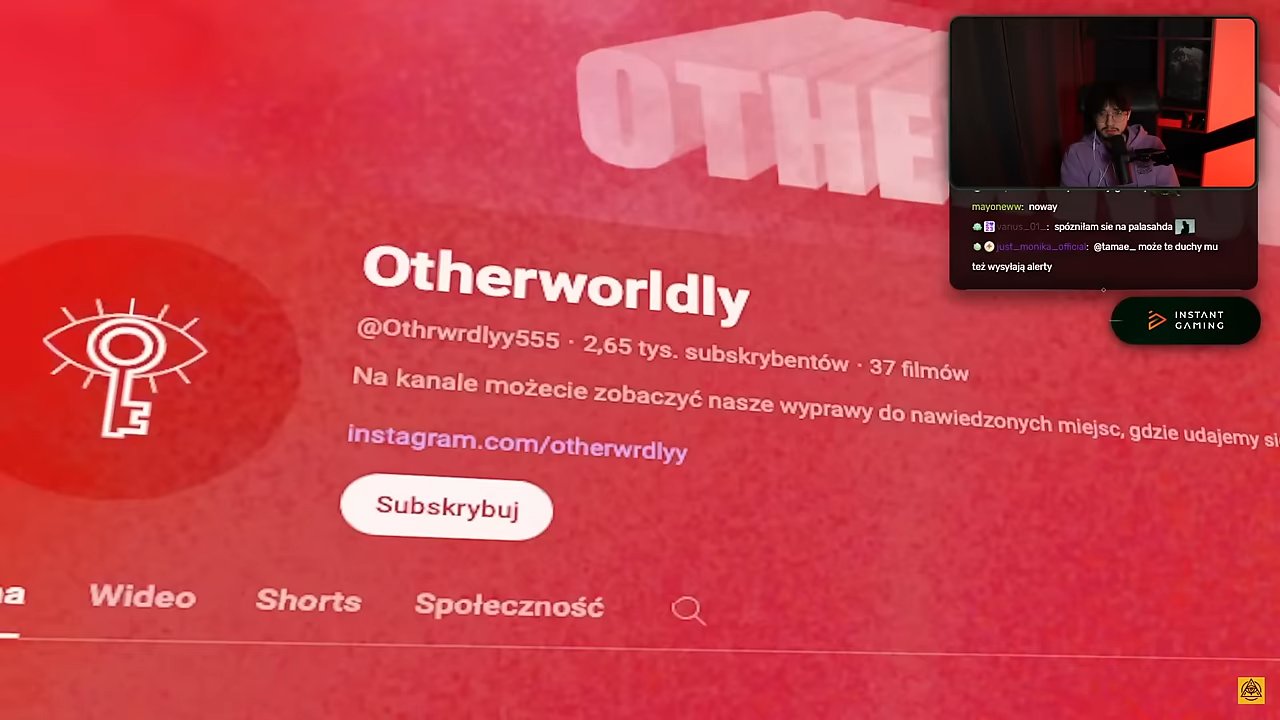 OTHE
mayoneww: noway
varius_01_: spózniłam sie na palasahda
just_monika_official: @tamae_ może te duchy mu
też wysyłają alerty
INSTANT
GAMING
Otherworldly
@Othrwrdlyy555 · 2,65 tys. subskrybentów · 37 filmów
Na kanale możecie zobaczyć nasze wyprawy do nawiedzonych miejsc, gdzie udajemy si
instagram.com/otherwrdlyy
Subskrybuj
na Wideo Shorts Społeczność